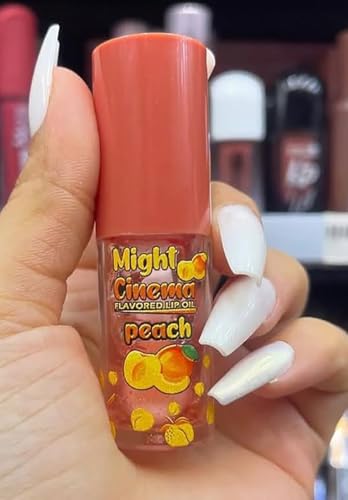 Might
Cinema
FLAVORED LIP OIL
peach